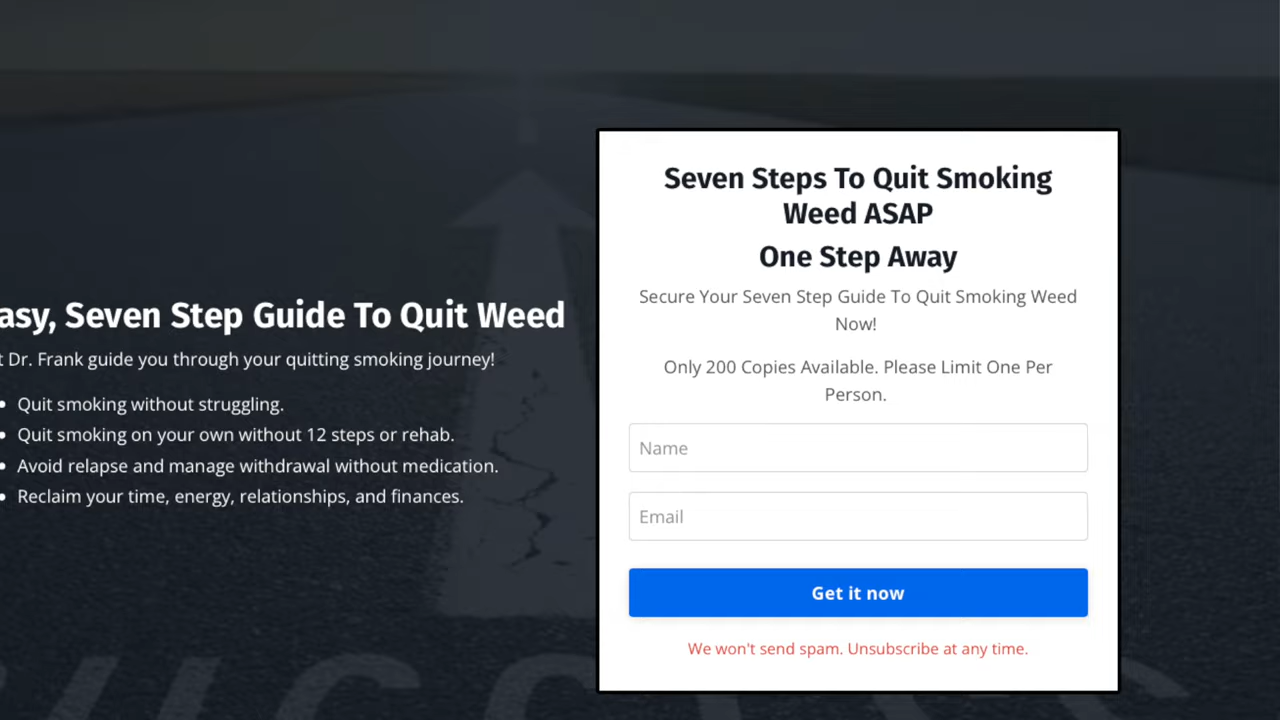 asy, Seven Step Guide To Quit Weed
t Dr. Frank guide you through your quitting smoking journey!
• Quit smoking without struggling.
• Quit smoking on your own without 12 steps or rehab.
• Avoid relapse and manage withdrawal without medication.
• Reclaim your time, energy, relationships, and finances.
Seven Steps To Quit Smoking
Weed ASAP
One Step Away
Secure Your Seven Step Guide To Quit Smoking Weed
Now!
Only 200 Copies Available. Please Limit One Per
Person.
Name
Email
Get it now
We won't send spam. Unsubscribe at any time.